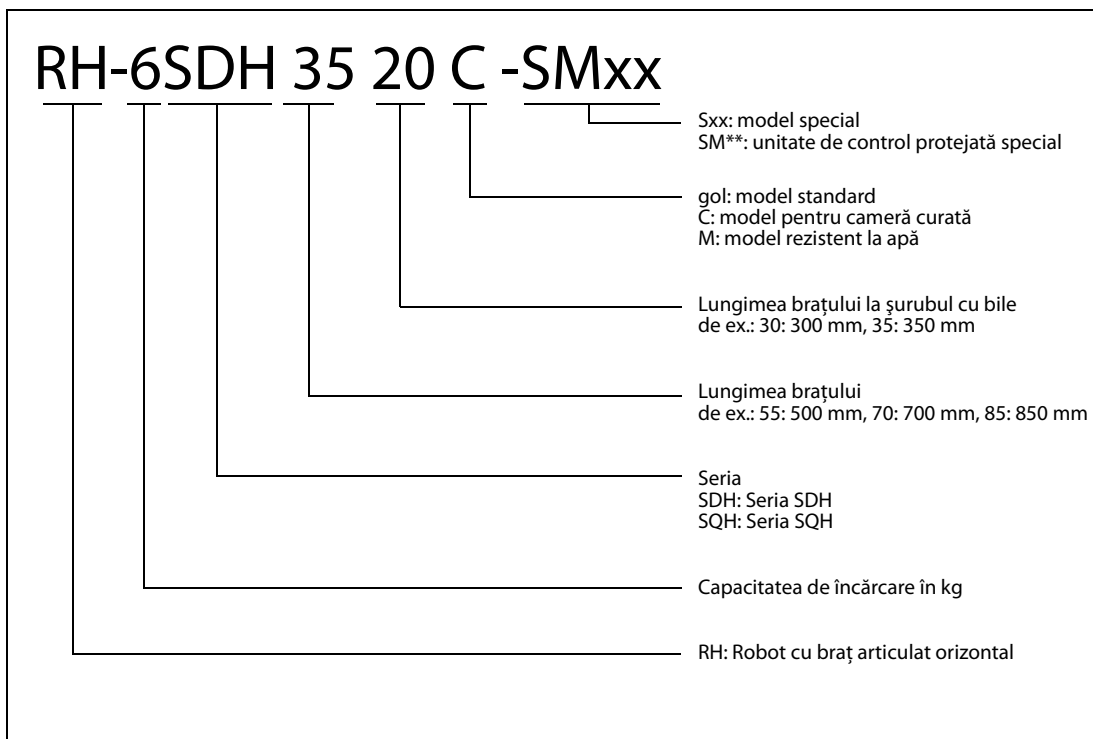 RH-6SDH 35 20 C -SMxx
Sxx: model special
SM**: unitate de control protejată special
gol: model standard
C: model pentru cameră curată
M: model rezistent la apă
Lungimea brațului la şurubul cu bile
de ex.: 30: 300 mm, 35: 350 mm
Lungimea brațului
de ex.: 55: 500 mm, 70: 700 mm, 85: 850 mm
Seria
SDH: Seria SDH
SQH: Seria SQH
Capacitatea de încărcare în kg
RH: Robot cu braț articulat orizontal